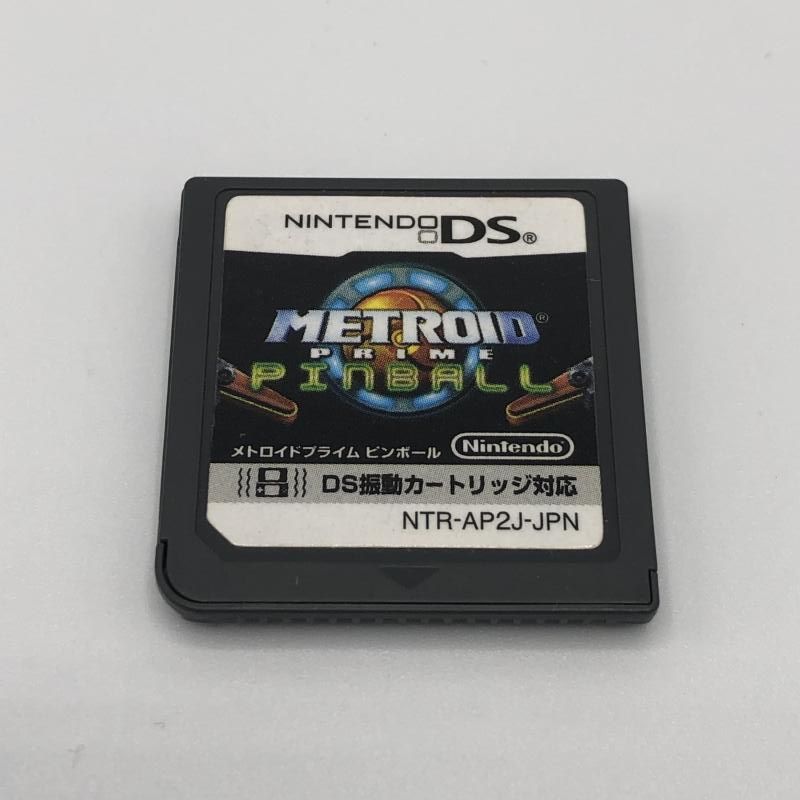 NINTENDO DS®
METROID®
PRIME
PINBALL
メトロイドプライム ピンボール Nintendo
DS振動カートリッジ対応
NTR-AP2J-JPN